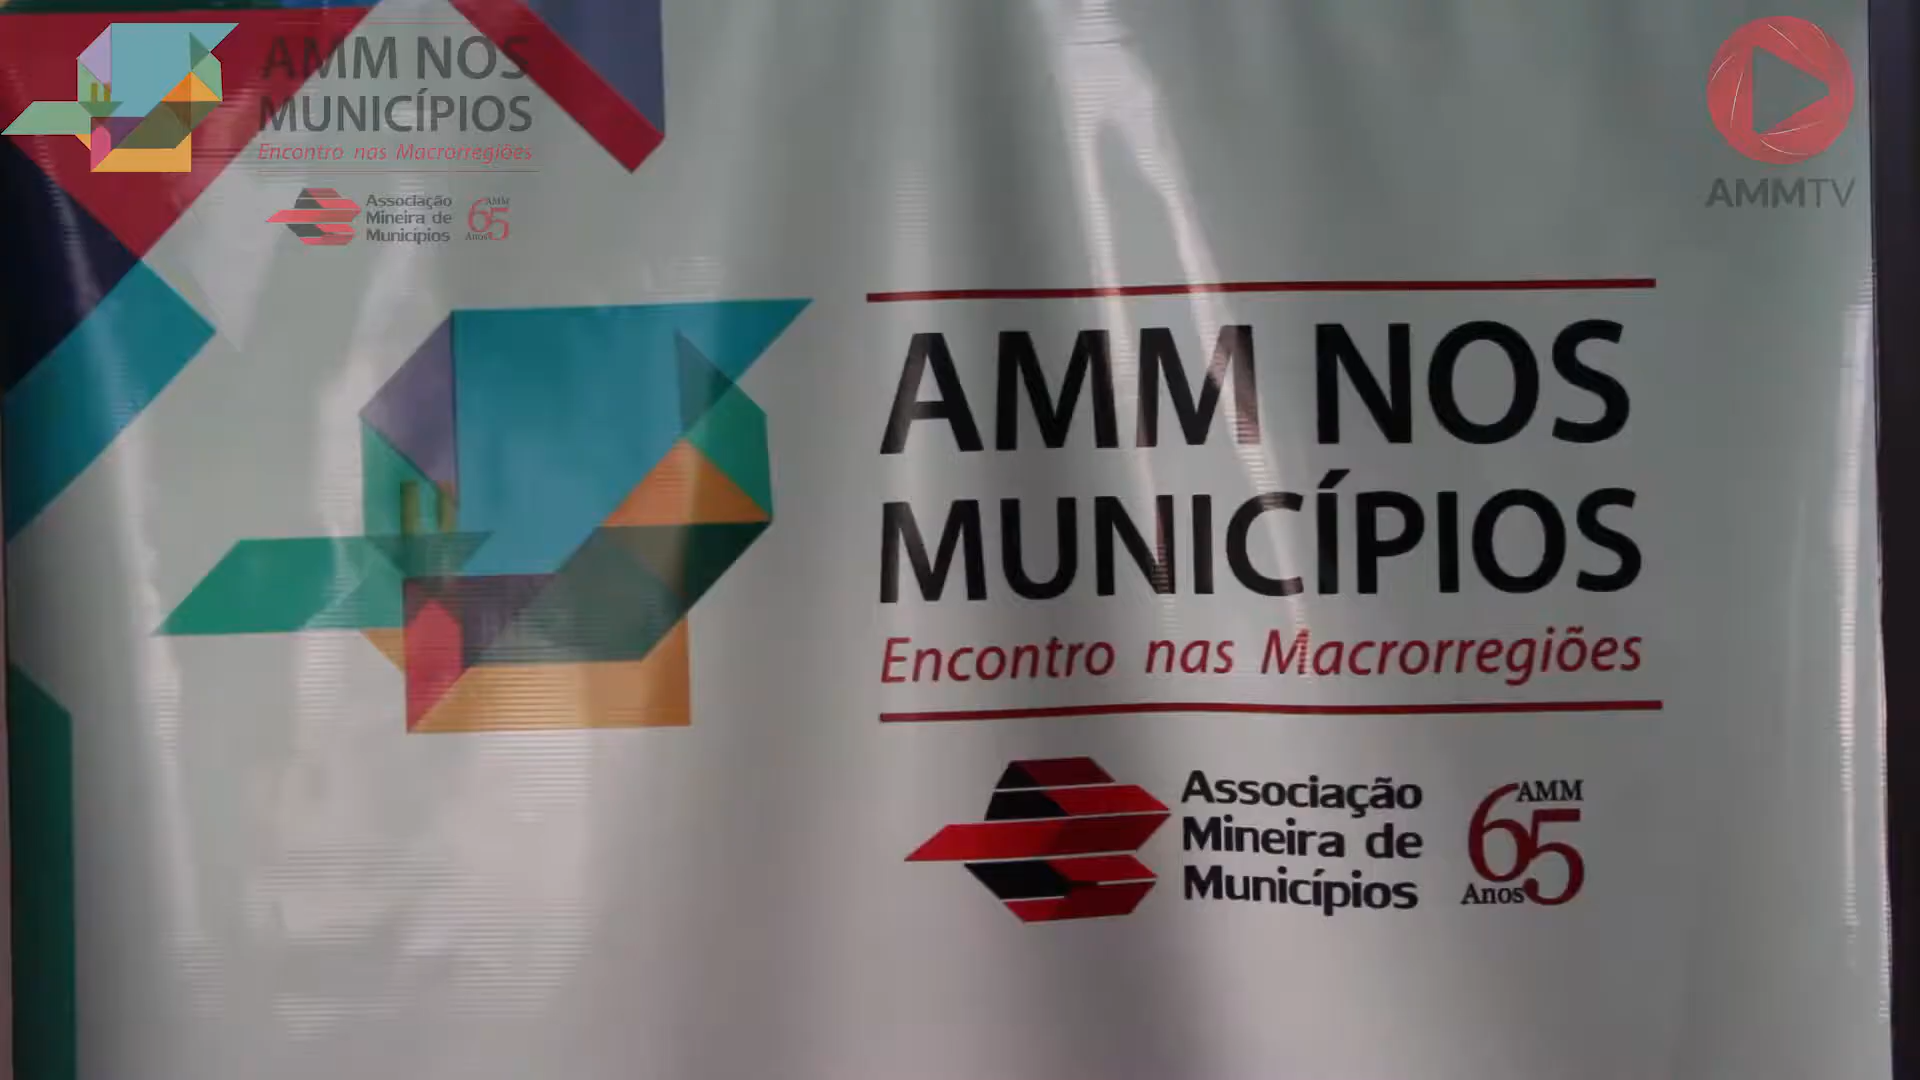 AMM NOS
MUNICÍPIOS
Encontro nas Macrorregiões
Associação
Mineira de
Municípios
AMM
65
Anos
AMMTV
AMM NOS
MUNICÍPIOS
Encontro nas Macrorregiões
Associação
Mineira de
Municípios
AMM
65
Anos